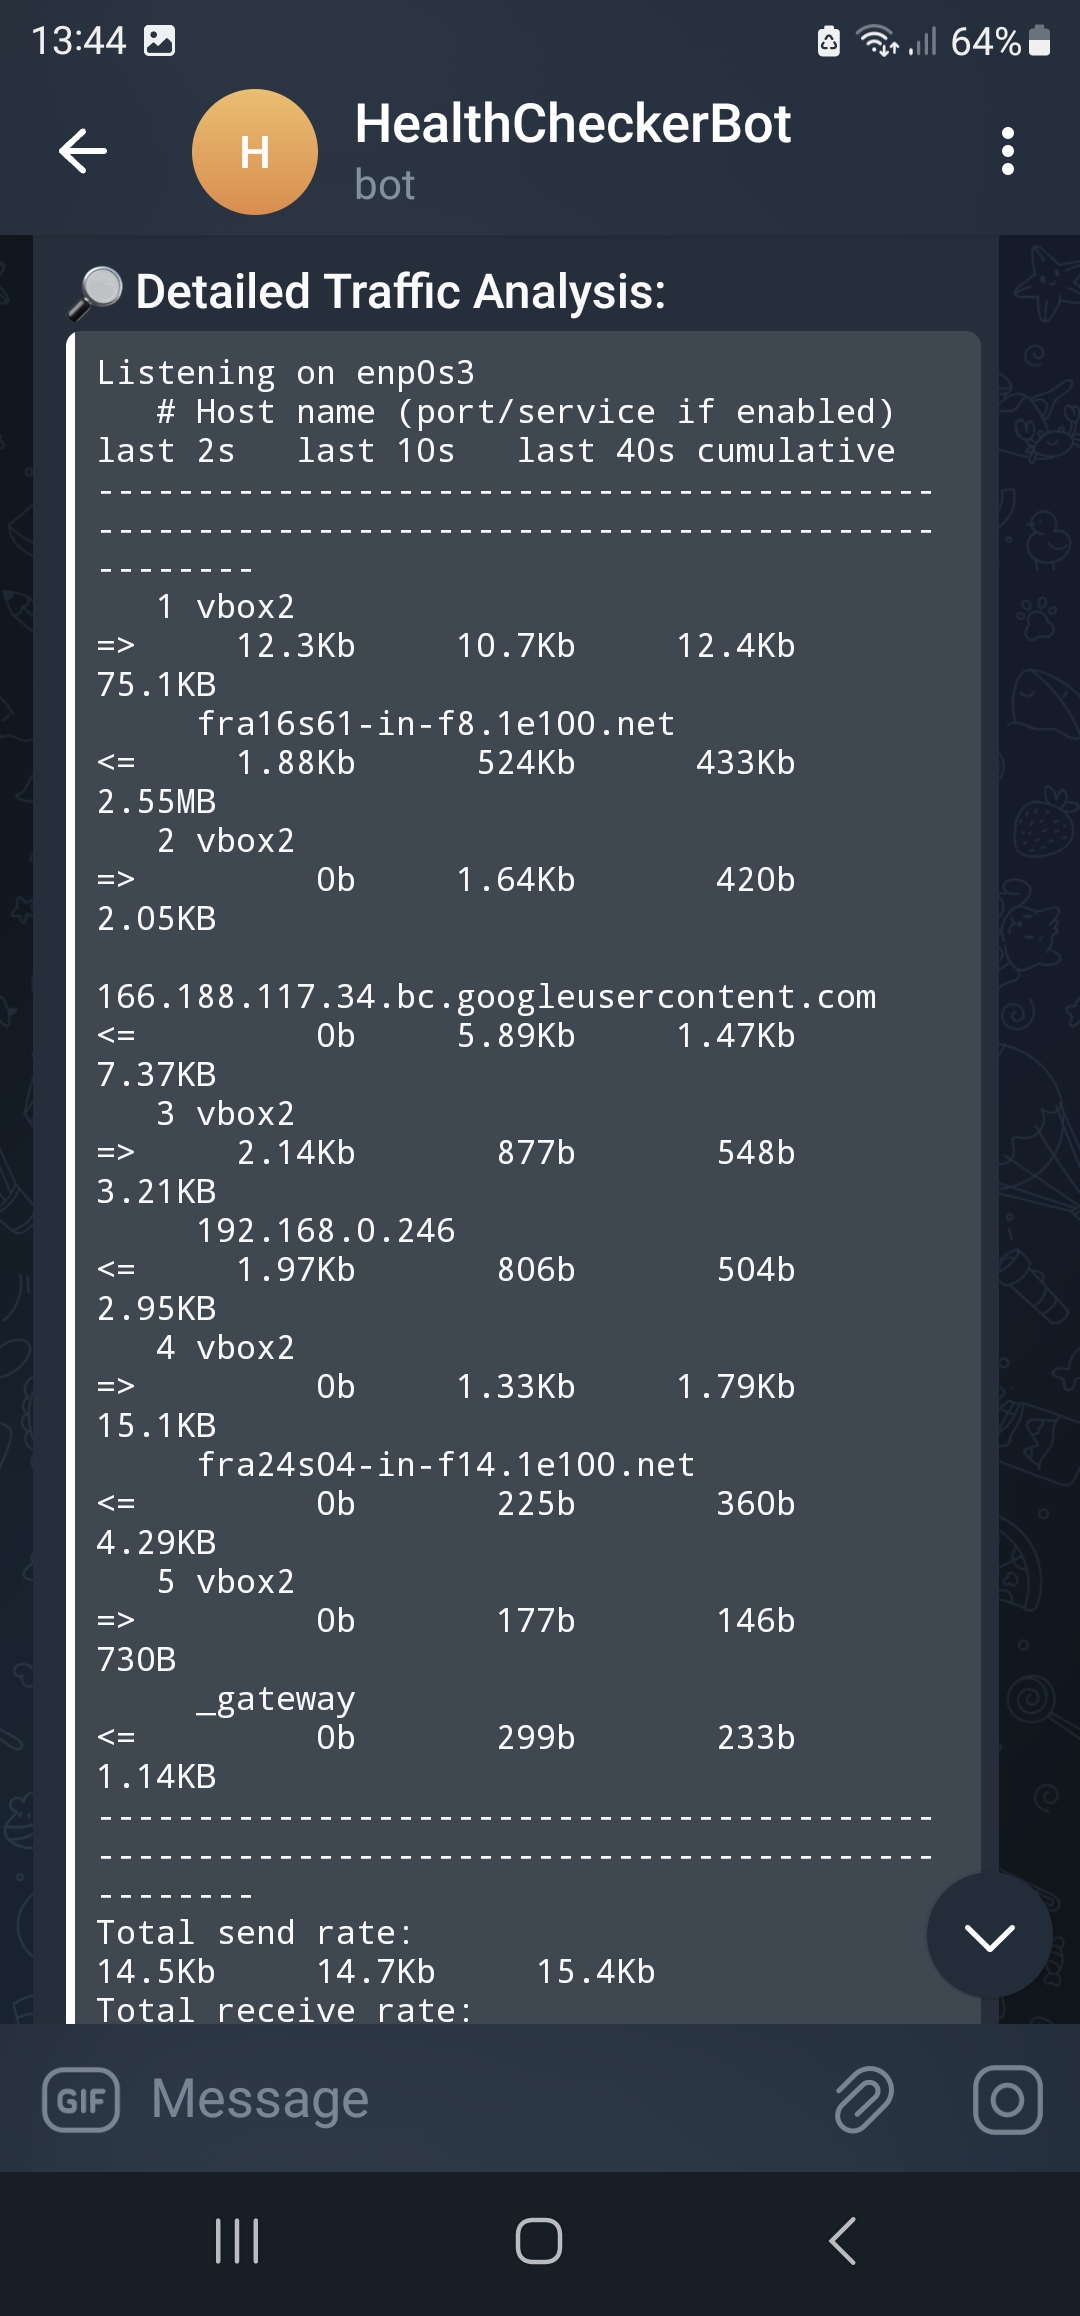 13:44
64%
H
HealthCheckerBot
bot
Detailed Traffic Analysis:
Listening on enp0s3
# Host name (port/service if enabled)
last 2s last 10s last 40s cumulative
------------------------------------------
------------------------------------------
--------
1 vbox2
=> 12.3Kb 10.7Kb 12.4Kb
75.1KB
fra16s61-in-f8.1e100.net
<= 1.88Kb 524Kb 433Kb
2.55MB
2 vbox2
=> 0b 1.64Kb 420b
2.05KB
166.188.117.34.bc.googleusercontent.com
<= 0b 5.89Kb 1.47Kb
7.37KB
3 vbox2
=> 2.14Kb 877b 548b
3.21KB
192.168.0.246
<= 1.97Kb 806b 504b
2.95KB
4 vbox2
=> 0b 1.33Kb 1.79Kb
15.1KB
fra24s04-in-f14.1e100.net
<= 0b 225b 360b
4.29KB
5 vbox2
=> 0b 177b 146b
730B
_gateway
<= 0b 299b 233b
1.14KB
------------------------------------------
------------------------------------------
--------
Total send rate:
14.5Kb 14.7Kb 15.4Kb
Total receive rate:
GIF Message